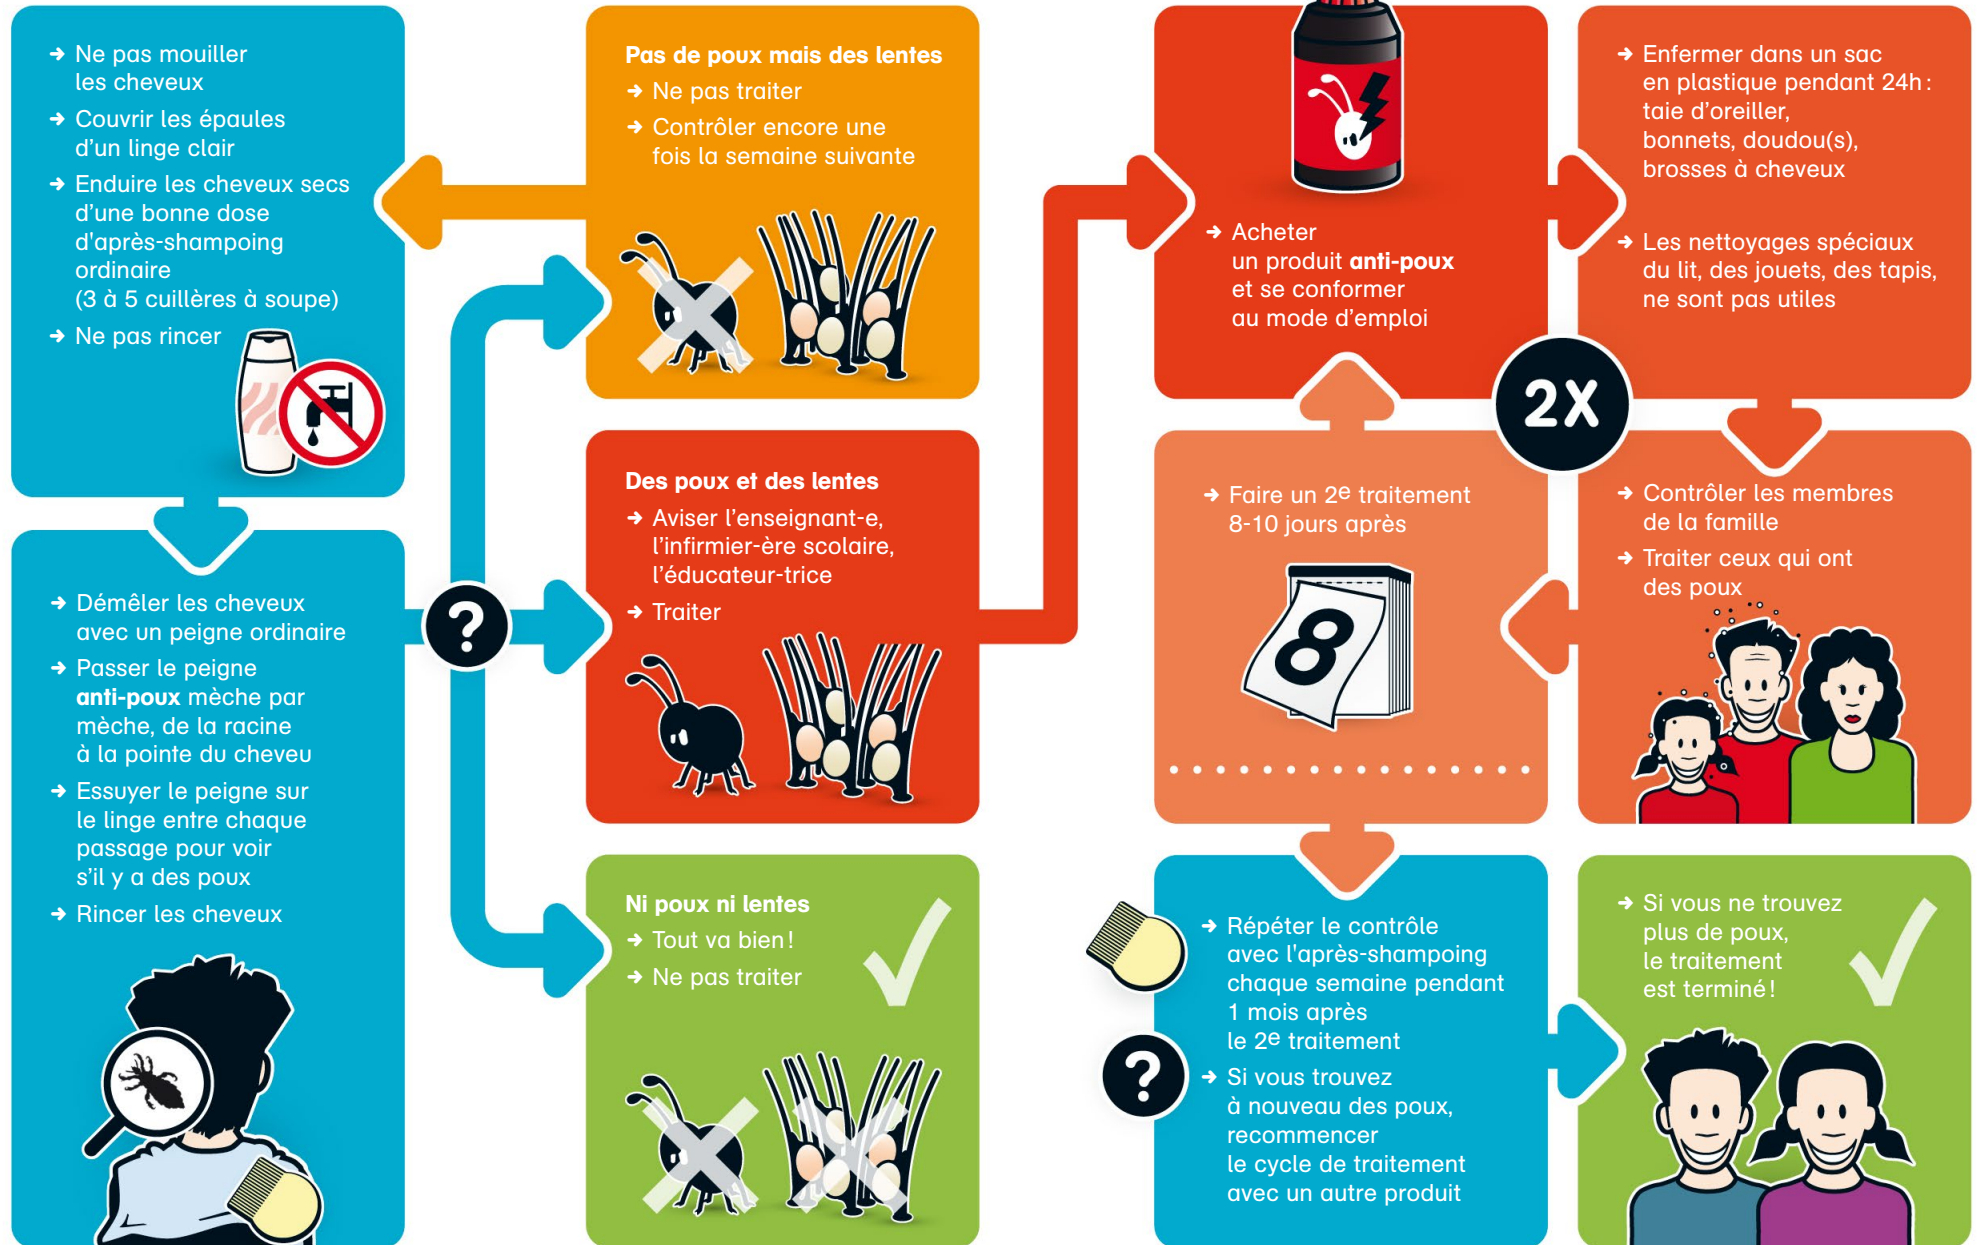 → Ne pas mouiller
les cheveux
→ Couvrir les épaules
d'un linge clair
→ Enduire les cheveux secs
d'une bonne dose
d'après-shampoing
ordinaire
(3 à 5 cuillères à soupe)
→ Ne pas rincer
→ Démêler les cheveux
avec un peigne ordinaire
→ Passer le peigne
anti-poux mèche par
mèche, de la racine
à la pointe du cheveu
→ Essuyer le peigne sur
le linge entre chaque
passage pour voir
s'il y a des poux
→ Rincer les cheveux
?
Pas de poux mais des lentes
→ Ne pas traiter
→ Contrôler encore une
fois la semaine suivante
Des poux et des lentes
→ Aviser l'enseignant-e,
l'infirmier-ère scolaire,
l'éducateur-trice
→ Traiter
Ni poux ni lentes
→ Tout va bien !
→ Ne pas traiter
→ Acheter
un produit anti-poux
et se conformer
au mode d'emploi
→ Enfermer dans un sac
en plastique pendant 24h :
taie d'oreiller,
bonnets, doudou(s),
brosses à cheveux
→ Les nettoyages spéciaux
du lit, des jouets, des tapis,
ne sont pas utiles
2X
→ Contrôler les membres
de la famille
→ Traiter ceux qui ont
des poux
→ Faire un 2e traitement
8-10 jours après
8
→ Répéter le contrôle
avec l'après-shampoing
chaque semaine pendant
1 mois après
le 2e traitement
?
→ Si vous trouvez
à nouveau des poux,
recommencer
le cycle de traitement
avec un autre produit
→ Si vous ne trouvez
plus de poux,
le traitement
est terminé !